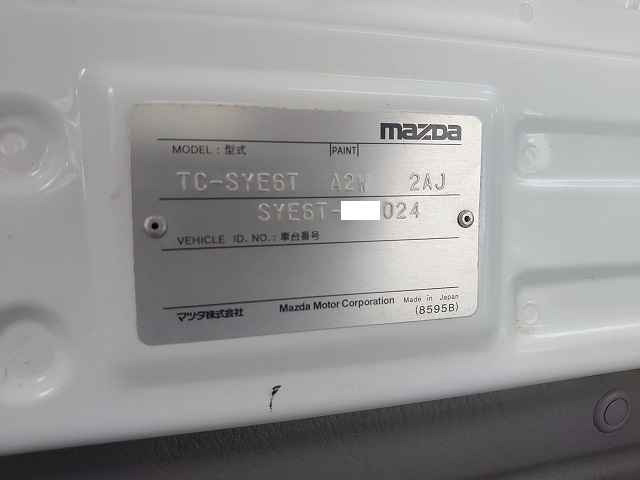 mazda
MODEL : 型式 PAINT
TC-SYE6T A2W 2AJ
SYE6T- 024
VEHICLE ID. NO. : 車台番号
マツダ株式会社 Mazda Motor Corporation Made in Japan
(8595B)